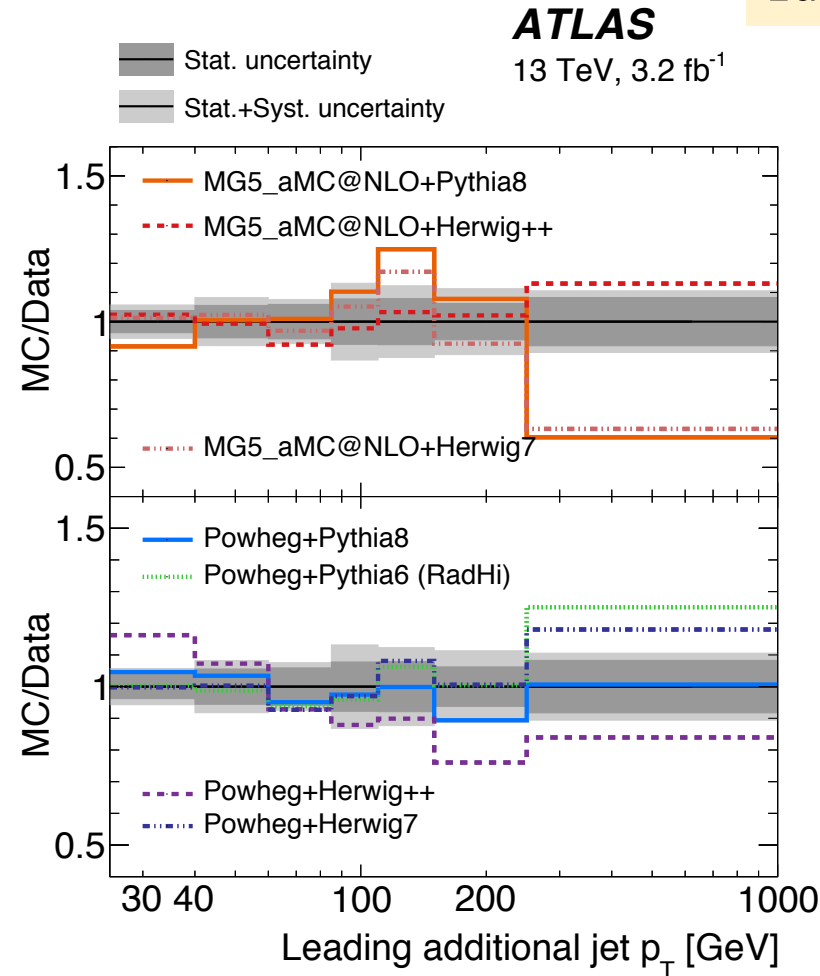 ATLAS
13 TeV, 3.2 fb⁻¹
Stat. uncertainty
Stat.+Syst. uncertainty
1.5
MG5_aMC@NLO+Pythia8
MG5_aMC@NLO+Herwig++
1
MC/Data
MG5_aMC@NLO+Herwig7
0.5
1.5
Powheg+Pythia8
Powheg+Pythia6 (RadHi)
1
MC/Data
Powheg+Herwig++
Powheg+Herwig7
0.5
30 40 100 200 1000
Leading additional jet p_T [GeV]